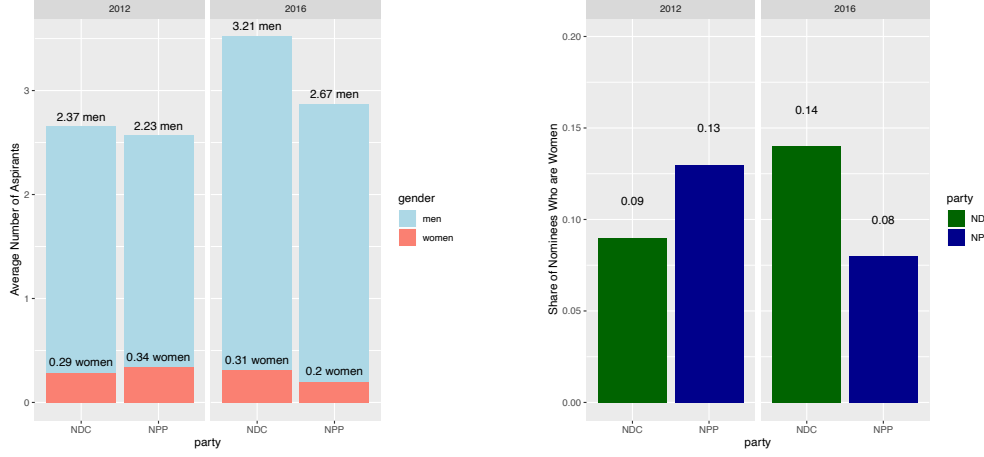 2012 2016
3.21 men
2.67 men
2.37 men
2.23 men
0.29 women
0.34 women
0.31 women
0.2 women
Average Number of Aspirants
3
2
1
0
NDC NPP NDC NPP
party
gender
men
women
2012 2016
0.09
0.13
0.14
0.08
Share of Nominees Who are Women
0.20
0.15
0.10
0.05
0.00
NDC NPP NDC NPP
party
party
ND
NP